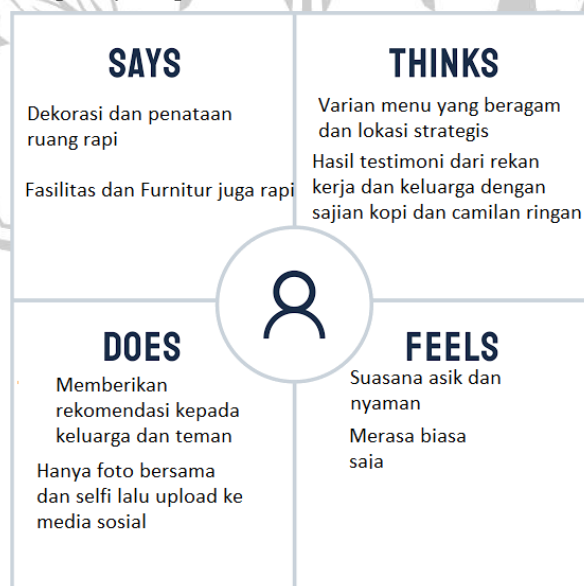 SAYS
Dekorasi dan penataan
ruang rapi
Fasilitas dan Furnitur juga rapi
THINKS
Varian menu yang beragam
dan lokasi strategis
Hasil testimoni dari rekan
kerja dan keluarga dengan
sajian kopi dan camilan ringan
DOES
Memberikan
rekomendasi kepada
keluarga dan teman
Hanya foto bersama
dan selfi lalu upload ke
media sosial
FEELS
Suasana asik dan
nyaman
Merasa biasa
saja